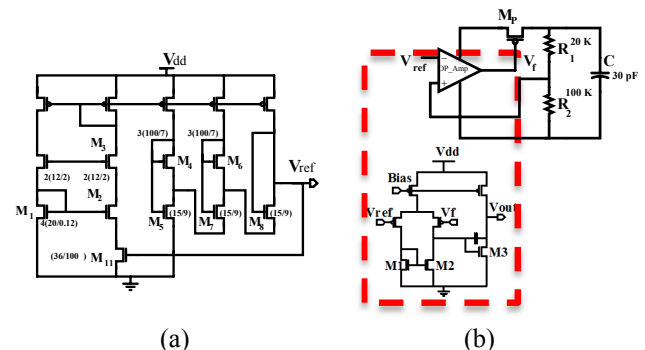 Vdd
M3
3(100/7)
3(100/7)
2(12/2)
2(12/2)
M4
M6
Vref
M1
M2
4(20/0.12)
M5
(15/9)
M7
(15/9)
M8
(15/9)
(36/100 )
M11
(a)
MP
Vref
OP_Amp
−
+
Vf
R1
20 K
C
30 pF
R2
100 K
Vdd
Bias
Vout
Vref
Vf
M1
M2
M3
(b)